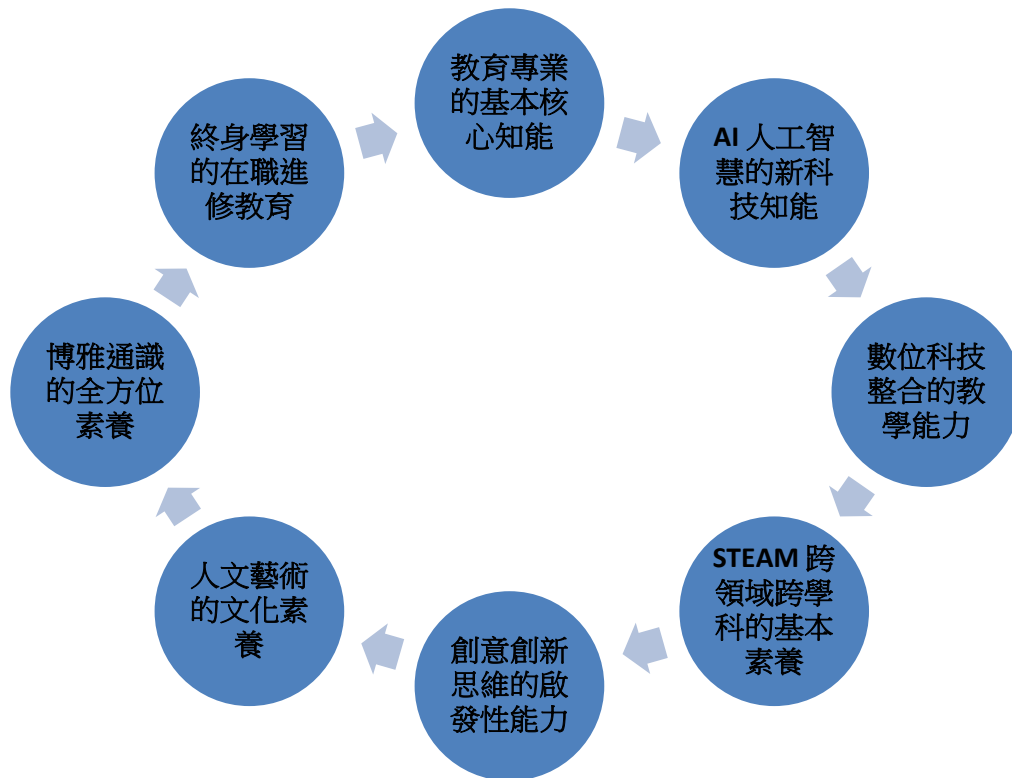 教育專業
的基本核
心知能
AI 人工智
慧的新科
技知能
數位科技
整合的教
學能力
STEAM 跨
領域跨學
科的基本
素養
創意創新
思維的啟
發性能力
人文藝術
的文化素
養
博雅通識
的全方位
素養
終身學習
的在職進
修教育